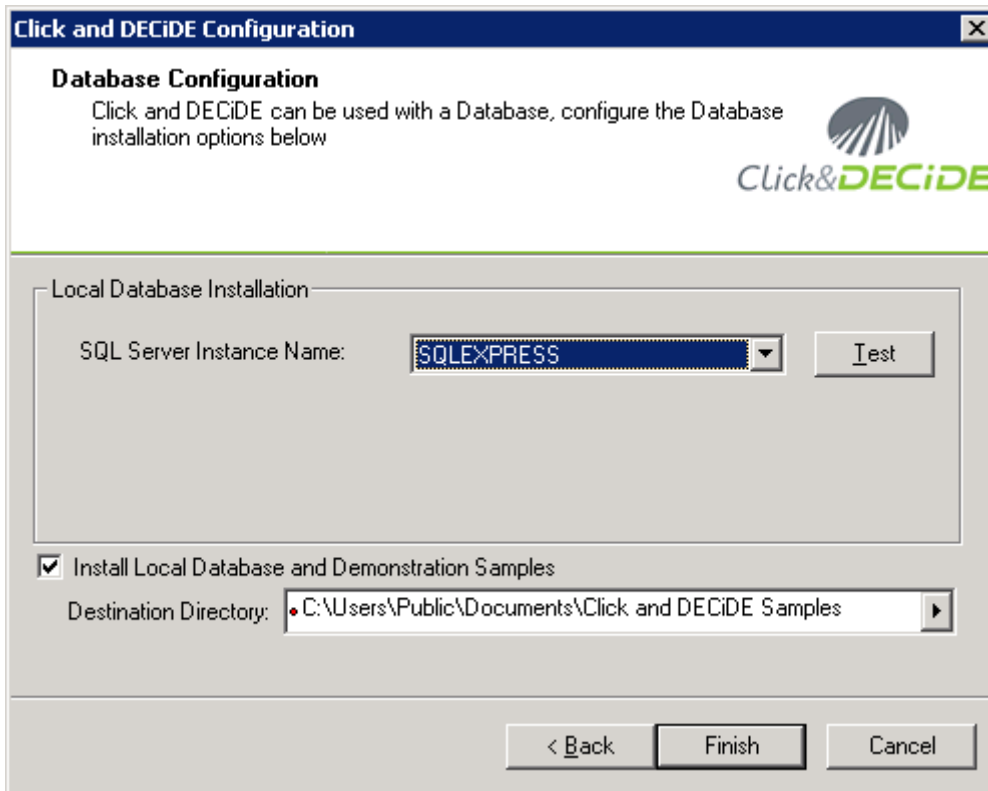 Click and DECiDE Configuration
Database Configuration
Click and DECiDE can be used with a Database, configure the Database
installation options below
Click&DECiDE
Local Database Installation
SQL Server Instance Name:
SQLEXPRESS
Test
Install Local Database and Demonstration Samples
Destination Directory:
C:\Users\Public\Documents\Click and DECiDE Samples
< Back
Finish
Cancel